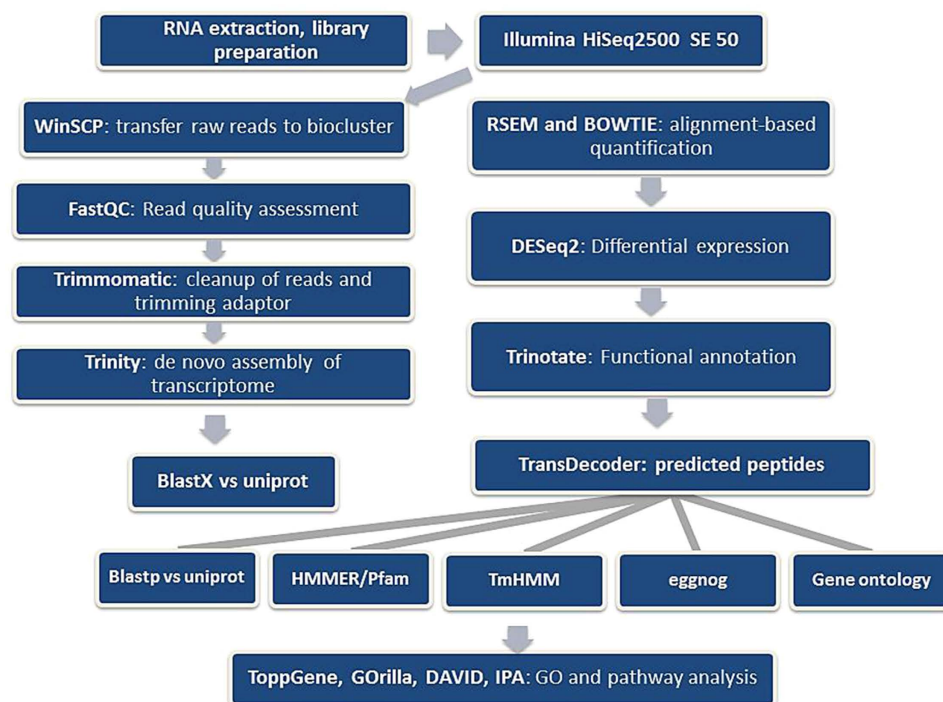 RNA extraction, library
preparation
Illumina HiSeq2500 SE 50
WinSCP: transfer raw reads to biocluster
FastQC: Read quality assessment
Trimmomatic: cleanup of reads and
trimming adaptor
Trinity: de novo assembly of
transcriptome
BlastX vs uniprot
RSEM and BOWTIE: alignment-based
quantification
DESeq2: Differential expression
Trinotate: Functional annotation
TransDecoder: predicted peptides
Blastp vs uniprot
HMMER/Pfam
TmHMM
eggnog
Gene ontology
ToppGene, GOrilla, DAVID, IPA: GO and pathway analysis